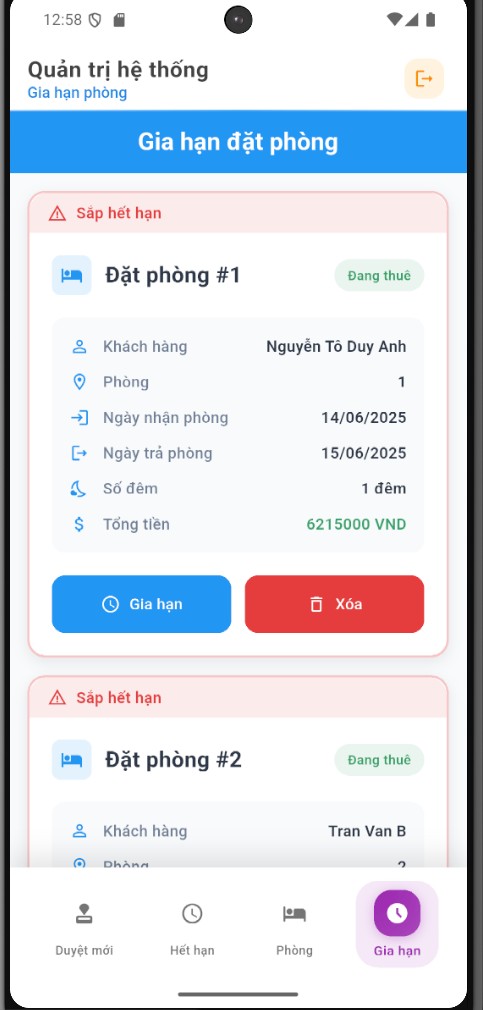 12:58
Quản trị hệ thống
Gia hạn phòng
Gia hạn đặt phòng
Sắp hết hạn
Đặt phòng #1
Đang thuê
Khách hàng Nguyễn Tô Duy Anh
Phòng 1
Ngày nhận phòng 14/06/2025
Ngày trả phòng 15/06/2025
Số đêm 1 đêm
Tổng tiền 6215000 VND
Gia hạn Xóa
Sắp hết hạn
Đặt phòng #2
Đang thuê
Khách hàng Tran Van B
Phòng 2
Duyệt mới Hết hạn Phòng Gia hạn